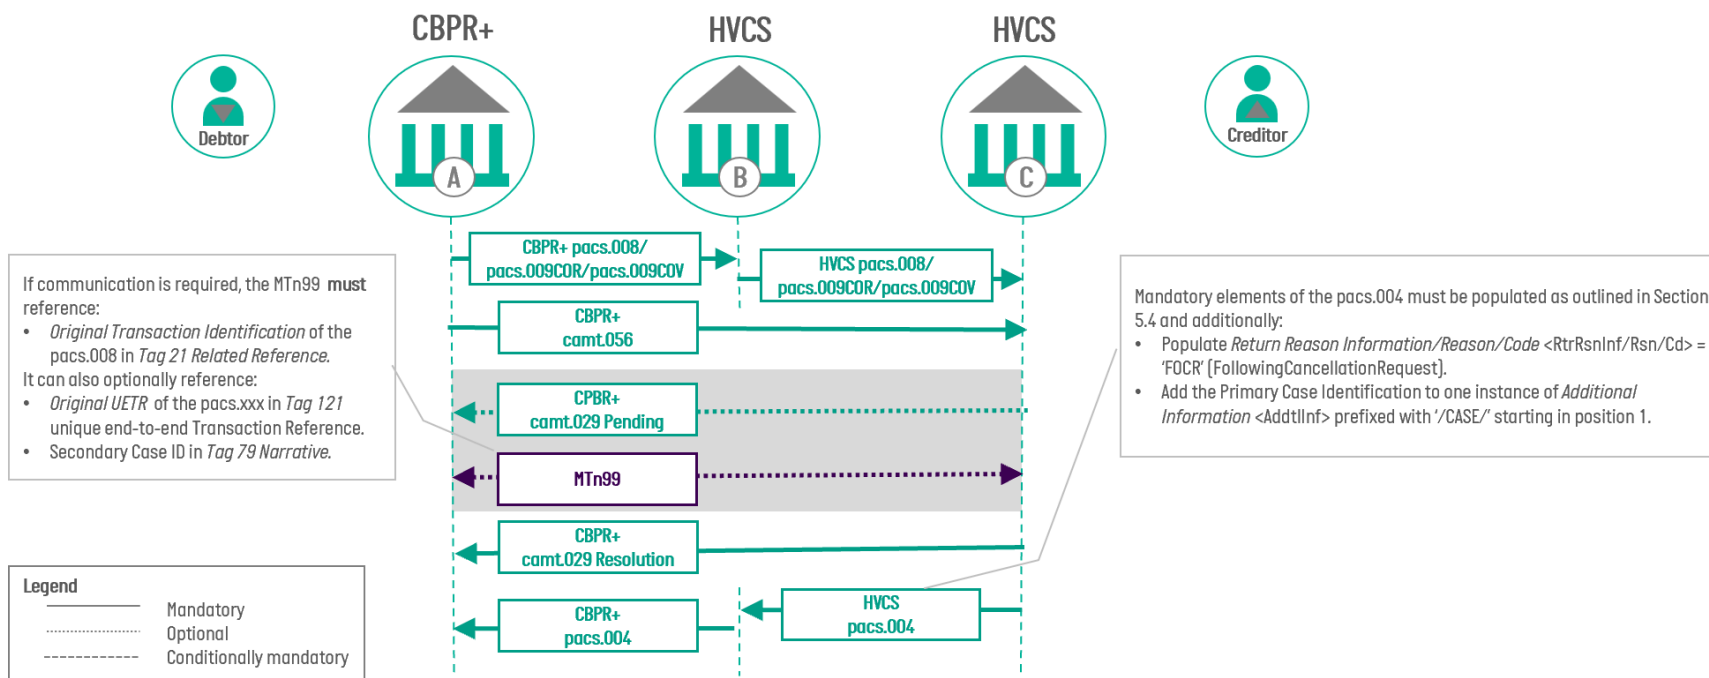 CBPR+
HVCS
HVCS
Debtor
A
B
C
Creditor
CBPR+ pacs.008/
pacs.009COR/pacs.009COV
HVCS pacs.008/
pacs.009COR/pacs.009COV
CBPR+
camt.056
CPBR+
camt.029 Pending
MTn99
CBPR+
camt.029 Resolution
HVCS
pacs.004
CBPR+
pacs.004
If communication is required, the MTn99 must
reference:
• Original Transaction Identification of the
pacs.008 in Tag 21 Related Reference.
It can also optionally reference:
• Original UETR of the pacs.xxx in Tag 121
unique end-to-end Transaction Reference.
• Secondary Case ID in Tag 79 Narrative.
Mandatory elements of the pacs.004 must be populated as outlined in Section
5.4 and additionally:
• Populate Return Reason Information/Reason/Code <RtrRsnInf/Rsn/Cd> =
'FOCR' (FollowingCancellationRequest).
• Add the Primary Case Identification to one instance of Additional
Information <AddtlInf> prefixed with '/CASE/' starting in position 1.
Legend
Mandatory
Optional
Conditionally mandatory